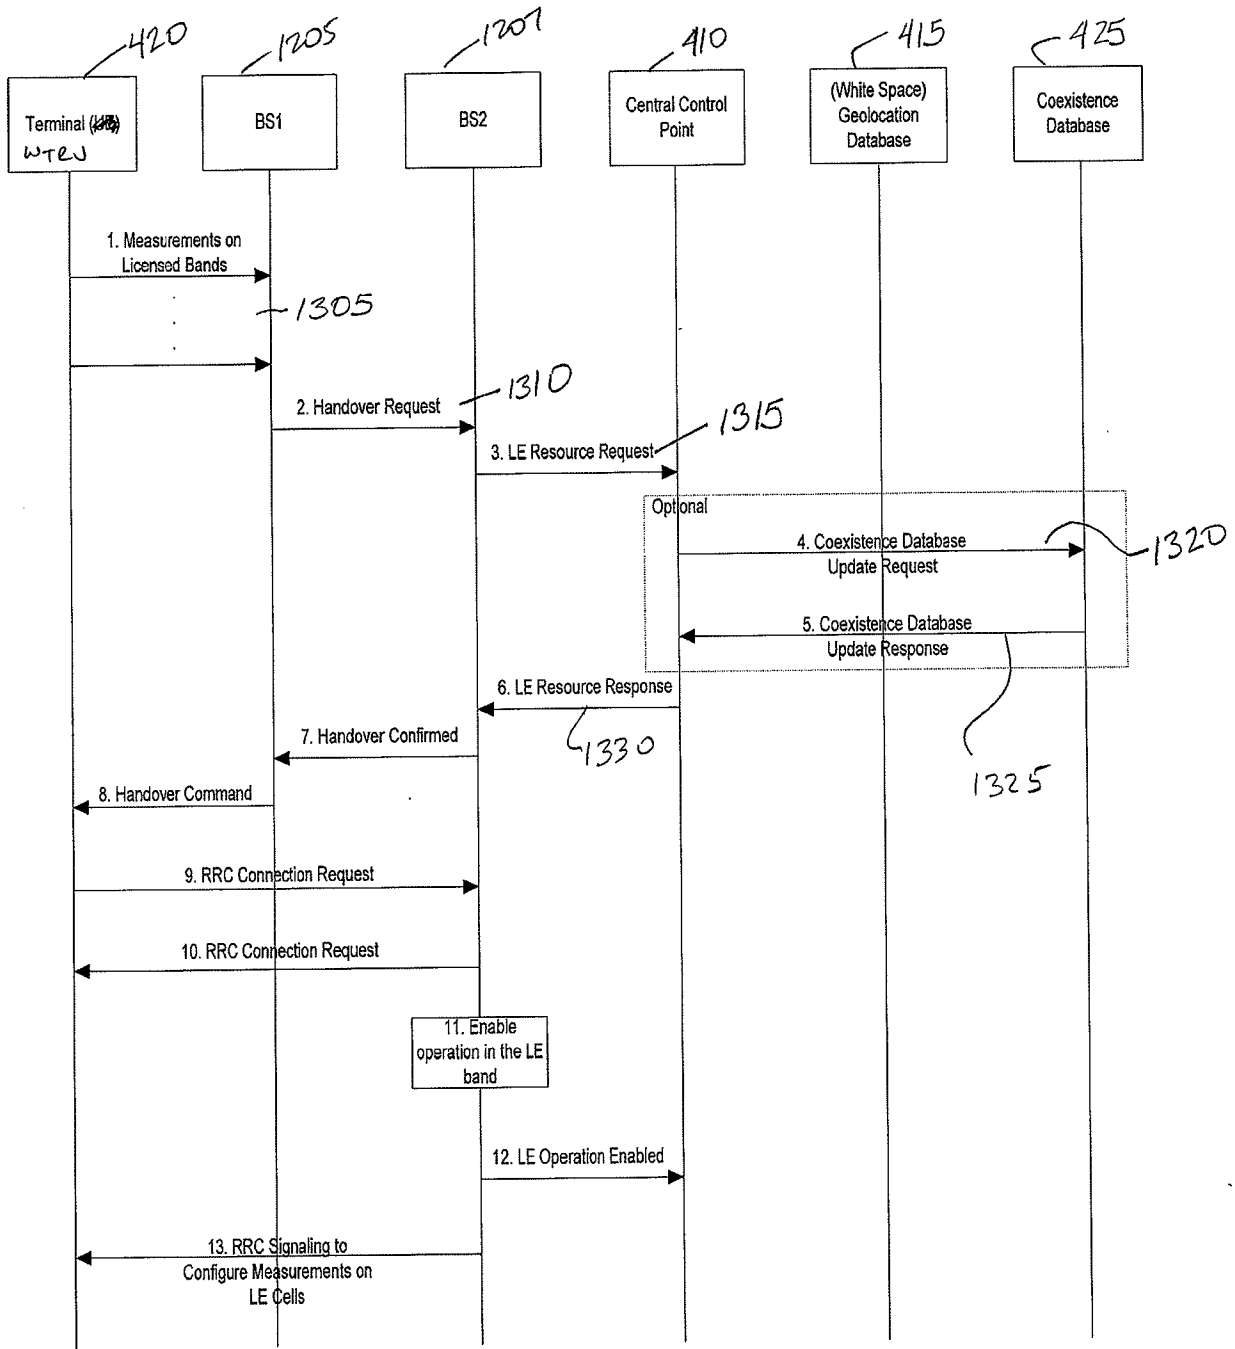 420
1205
1207
410
415
425
Terminal
WTRU
BS1
BS2
Central Control
Point
(White Space)
Geolocation
Database
Coexistence
Database
1. Measurements on
Licensed Bands
1305
2. Handover Request
1310
3. LE Resource Request
1315
Optional
4. Coexistence Database
Update Request
1320
5. Coexistence Database
Update Response
1325
6. LE Resource Response
1330
7. Handover Confirmed
8. Handover Command
9. RRC Connection Request
10. RRC Connection Request
11. Enable
operation in the LE
band
12. LE Operation Enabled
13. RRC Signaling to
Configure Measurements on
LE Cells